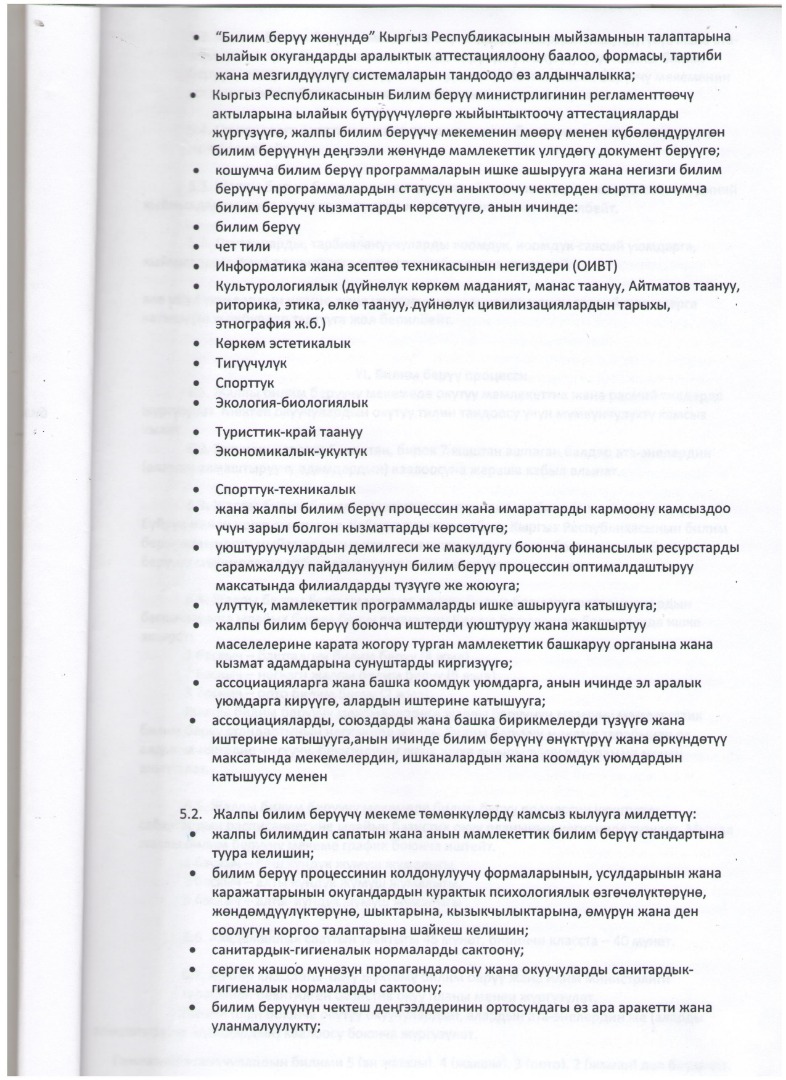 • “Билим берүү жөнүндө” Кыргыз Республикасынын мыйзамынын талаптарына
ылайык окугандарды аралыктык аттестациялоону баалоо, формасы, тартиби
жана мезгилдүүлүгү системаларын тандоодо өз алдынчалыкка;
• Кыргыз Республикасынын Билим берүү министрлигинин регламенттөөчү
актыларына ылайык бүтүрүүчүлөргө жыйынтыктоочу аттестацияларды
жүргүзүүгө, жалпы билим берүүчү мекеменин мөөрү менен күбөлөндүрүлгөн
билим берүүнүн деңгээли жөнүндө мамлекеттик үлгүдөгү документ берүүгө;
• кошумча билим берүү программаларын ишке ашырууга жана негизги билим
берүүчү программалардын статусун аныктоочу чектерден сыртта кошумча
билим берүүчү кызматтарды көрсөтүүгө, анын ичинде:
• билим берүү
• чет тили
• Информатика жана эсептөө техникасынын негиздери (ОИВТ)
• Культурологиялык (дүйнөлүк көркөм маданият, манас таануу, Айтматов таануу,
риторика, этика, өлкө таануу, дүйнөлүк цивилизациялардын тарыхы,
этнография ж.б.)
• Көркөм эстетикалык
• Тигүүчүлүк
• Спорттук
• Экология-биологиялык
• Туристтик-край таануу
• Экономикалык-укуктук
• Спорттук-техникалык
• жана жалпы билим берүү процессин жана имараттарды кармоону камсыздоо
үчүн зарыл болгон кызматтарды көрсөтүүгө;
• уюштуруучулардын демилгеси же макулдугу боюнча финансылык ресурстарды
сарамжалдуу пайдалануунун билим берүү процессин оптималдаштыруу
максатында филиалдарды түзүүгө же жоюуга;
• улуттук, мамлекеттик программаларды ишке ашырууга катышууга;
• жалпы билим берүү боюнча иштерди уюштуруу жана жакшыртуу
маселелерине карата жогору турган мамлекеттик башкаруу органына жана
кызмат адамдарына сунуштарды киргизүүгө;
• ассоциацияларга жана башка коомдук уюмдарга, анын ичинде эл аралык
уюмдарга кирүүгө, алардын иштерине катышууга;
• ассоциацияларды, союздарды жана башка бирикмелерди түзүүгө жана
иштерине катышууга,анын ичинде билим берүүнү өнүктүрүү жана өркүндөтүү
максатында мекемелердин, ишканалардын жана коомдук уюмдардын
катышуусу менен
5.2. Жалпы билим берүүчү мекеме төмөнкүлөрдү камсыз кылууга милдеттүү:
• жалпы билимдин сапатын жана анын мамлекеттик билим берүү стандартына
туура келишин;
• билим берүү процессинин колдонулуучу формаларынын, усулдарынын жана
каражаттарынын окугандардын курактык психологиялык өзгөчөлүктөрүнө,
жөндөмдүүлүктөрүнө, шыктарына, кызыкчылыктарына, өмүрүн жана ден
соолугун коргоо талаптарына шайкеш келишин;
• санитардык-гигиеналык нормаларды сактоону;
• сергек жашоо мүнөзүн пропагандалоону жана окуучуларды санитардык-
гигиеналык нормаларды сактоону;
• билим берүүнүн чектеш деңгээлдеринин ортосундагы өз ара аракетти жана
уланмалуулукту;